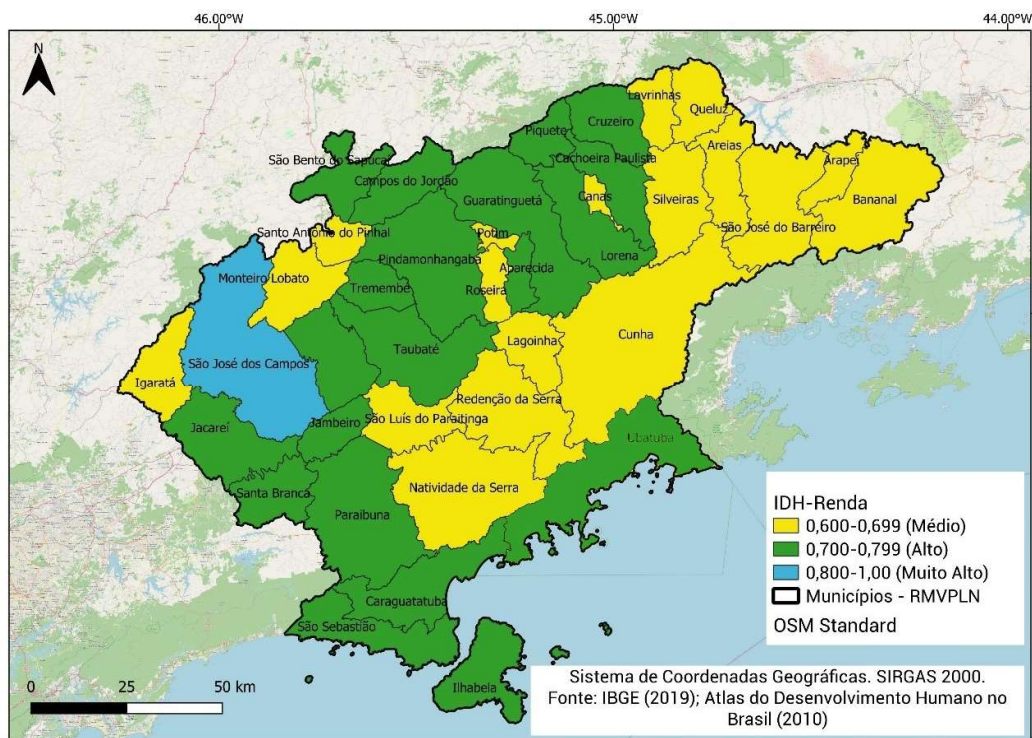 46.00°W 45.00°W 44.00°W
N
Lavrinhas
Queluz
Cruzeiro
Piquete
Areias
São Bento do Sapucaí
Cachoeira Paulista
Arapeí
Campos do Jordão
Guaratinguetá
Canas
Silveiras
Bananal
Santo Antônio do Pinhal
Potim
São José do Barreiro
Pindamonhangaba
Aparecida
Lorena
Monteiro Lobato
Tremembé
Roseira
Cunha
Lagoinha
Taubaté
São José dos Campos
Igaratá
Redenção da Serra
São Luís do Paraitinga
Jambeiro
Jacareí
Ubatuba
Natividade da Serra
Santa Branca
Paraibuna
Caraguatatuba
São Sebastião
Ilhabela
IDH-Renda
0,600-0,699 (Médio)
0,700-0,799 (Alto)
0,800-1,00 (Muito Alto)
Municípios - RMVPLN
OSM Standard
0 25 50 km
Sistema de Coordenadas Geográficas. SIRGAS 2000.
Fonte: IBGE (2019); Atlas do Desenvolvimento Humano no
Brasil (2010)